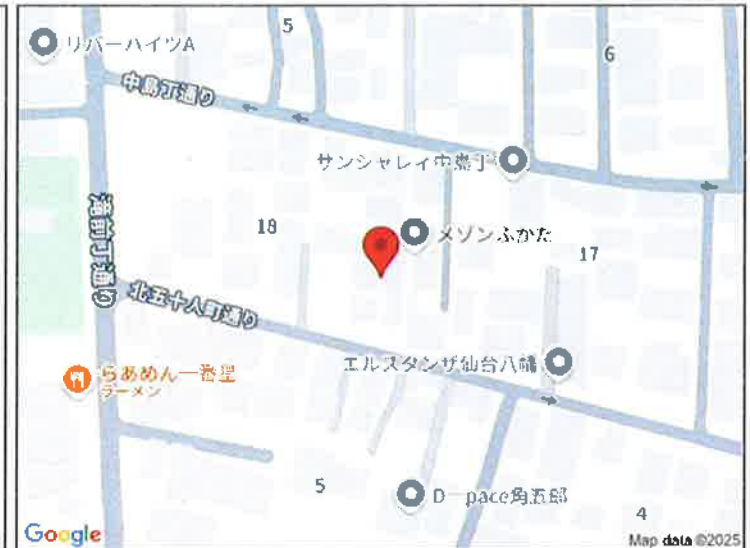 リバーハイツA
5
6
中島丁通り
サンシャレイ中島丁
滝前丁通り
18
メゾンふかた
17
北五十人町通り
エルスタンザ仙台八幡
らあめん一番星
ラーメン
5
D-pace角五郎
4
Google
Map data ©2025